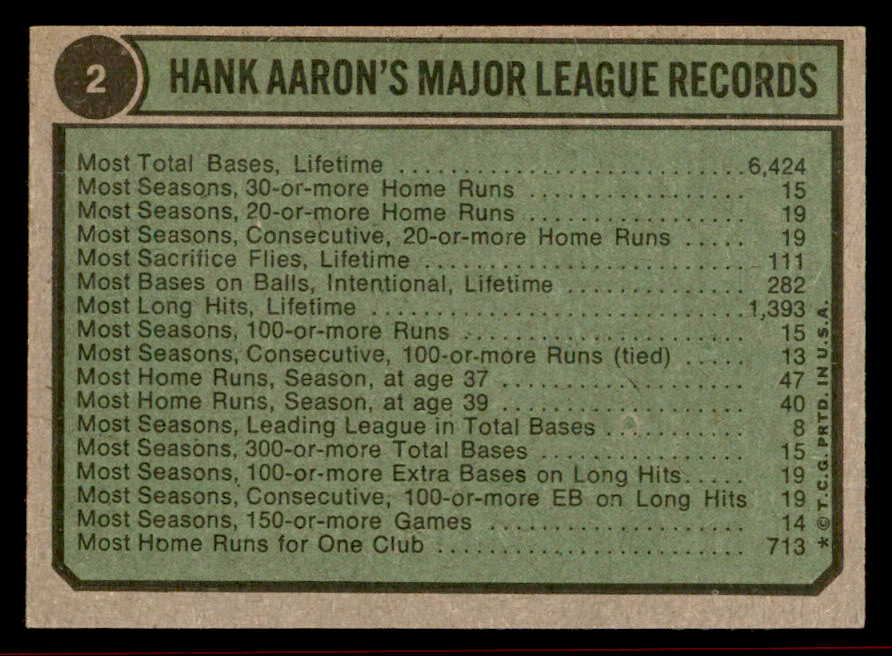 2
HANK AARON'S MAJOR LEAGUE RECORDS
Most Total Bases, Lifetime ..............................6,424
Most Seasons, 30-or-more Home Runs .................... 15
Most Seasons, 20-or-more Home Runs .................... 19
Most Seasons, Consecutive, 20-or-more Home Runs ..... 19
Most Sacrifice Flies, Lifetime ............................. 111
Most Bases on Balls, Intentional, Lifetime ............... 282
Most Long Hits, Lifetime .................................1,393
Most Seasons, 100-or-more Runs .......................... 15
Most Seasons, Consecutive, 100-or-more Runs (tied) ..... 13
Most Home Runs, Season, at age 37 ...................... 47
Most Home Runs, Season, at age 39 ...................... 40
Most Seasons, Leading League in Total Bases ............ 8
Most Seasons, 300-or-more Total Bases ................... 15
Most Seasons, 100-or-more Extra Bases on Long Hits..... 19
Most Seasons, Consecutive, 100-or-more EB on Long Hits 19
Most Seasons, 150-or-more Games ....................... 14
Most Home Runs for One Club ............................ 713
* © T.C.G. PRTD. IN U.S.A.